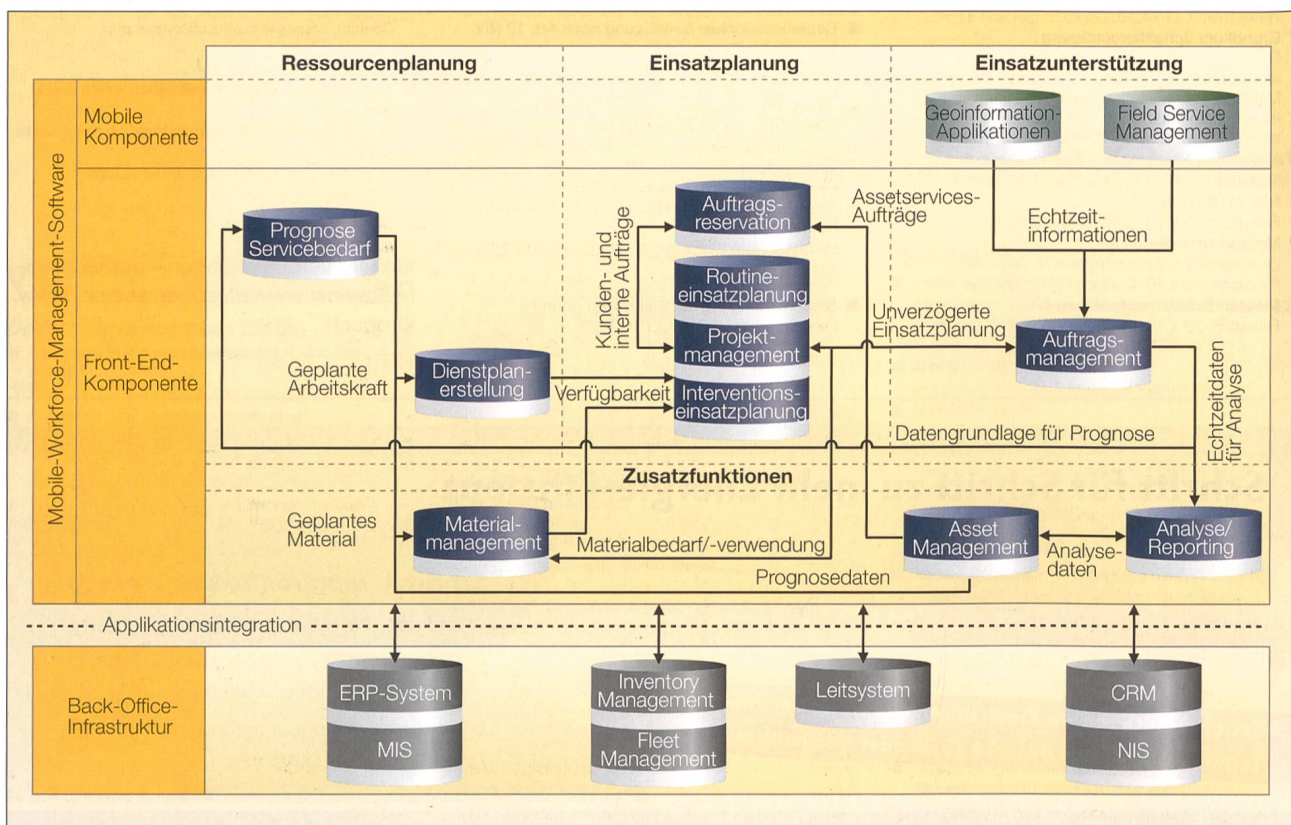 Ressourcenplanung
Einsatzplanung
Einsatzunterstützung
Mobile-Workforce-Management-Software
Mobile
Komponente
Geoinformation-
Applikationen
Field Service
Management
Front-End-
Komponente
Prognose
Servicebedarf
Kunden- und
interne Aufträge
Auftrags-
reservation
Assetservices-
Aufträge
Echtzeit-
informationen
Routine-
einsatzplanung
Projekt-
management
Interventions-
einsatzplanung
Unverzögerte
Einsatzplanung
Auftrags-
management
Geplante
Arbeitskraft
Dienstplan-
erstellung
Verfügbarkeit
Datengrundlage für Prognose
Echtzeitdaten
für Analyse
Zusatzfunktionen
Geplantes
Material
Material-
management
Materialbedarf/-verwendung
Asset
Management
Analyse-
daten
Analyse/
Reporting
Prognosedaten
Applikationsintegration
Back-Office-
Infrastruktur
ERP-System
MIS
Inventory
Management
Fleet
Management
Leitsystem
CRM
NIS